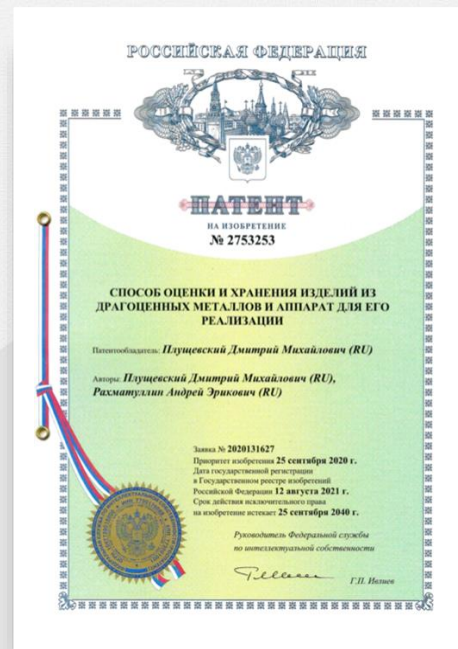 РОССИЙСКАЯ ФЕДЕРАЦИЯ
ПАТЕНТ
НА ИЗОБРЕТЕНИЕ
№ 2753253
СПОСОБ ОЦЕНКИ И ХРАНЕНИЯ ИЗДЕЛИЙ ИЗ
ДРАГОЦЕННЫХ МЕТАЛЛОВ И АППАРАТ ДЛЯ ЕГО
РЕАЛИЗАЦИИ
Патентообладатель: Плущевский Дмитрий Михайлович (RU)
Авторы: Плущевский Дмитрий Михайлович (RU),
Рахматуллин Андрей Эрикович (RU)
Заявка № 2020131627
Приоритет изобретения 25 сентября 2020 г.
Дата государственной регистрации
в Государственном реестре изобретений
Российской Федерации 12 августа 2021 г.
Срок действия исключительного права
на изобретение истекает 25 сентября 2040 г.
Руководитель Федеральной службы
по интеллектуальной собственности
Г.П. Ивлиев